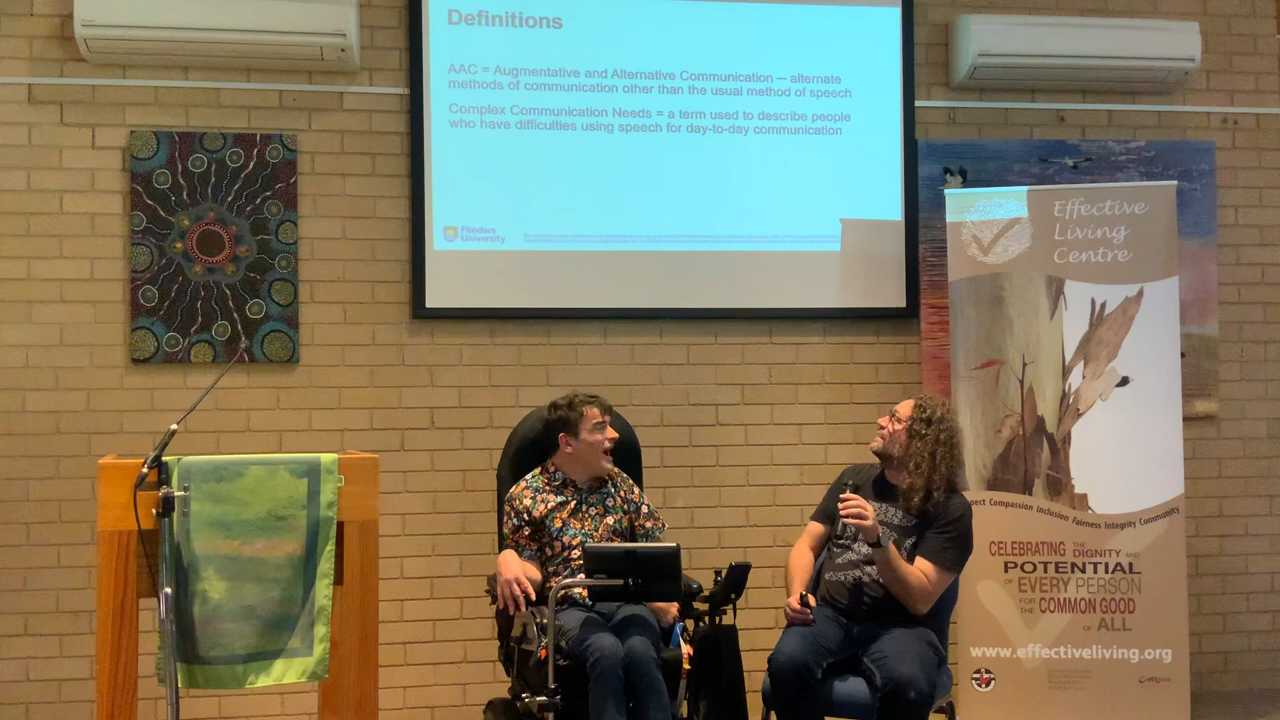 Definitions
AAC = Augmentative and Alternative Communication – alternate
methods of communication other than the usual method of speech
Complex Communication Needs = a term used to describe people
who have difficulties using speech for day-to-day communication
Flinders
University
Effective
Living
Centre
Compassion Inclusion Fairness Integrity Community
CELEBRATING THE
DIGNITY AND
POTENTIAL
OF EVERY PERSON
FOR
THE COMMON GOOD
OF ALL
www.effectiveliving.org